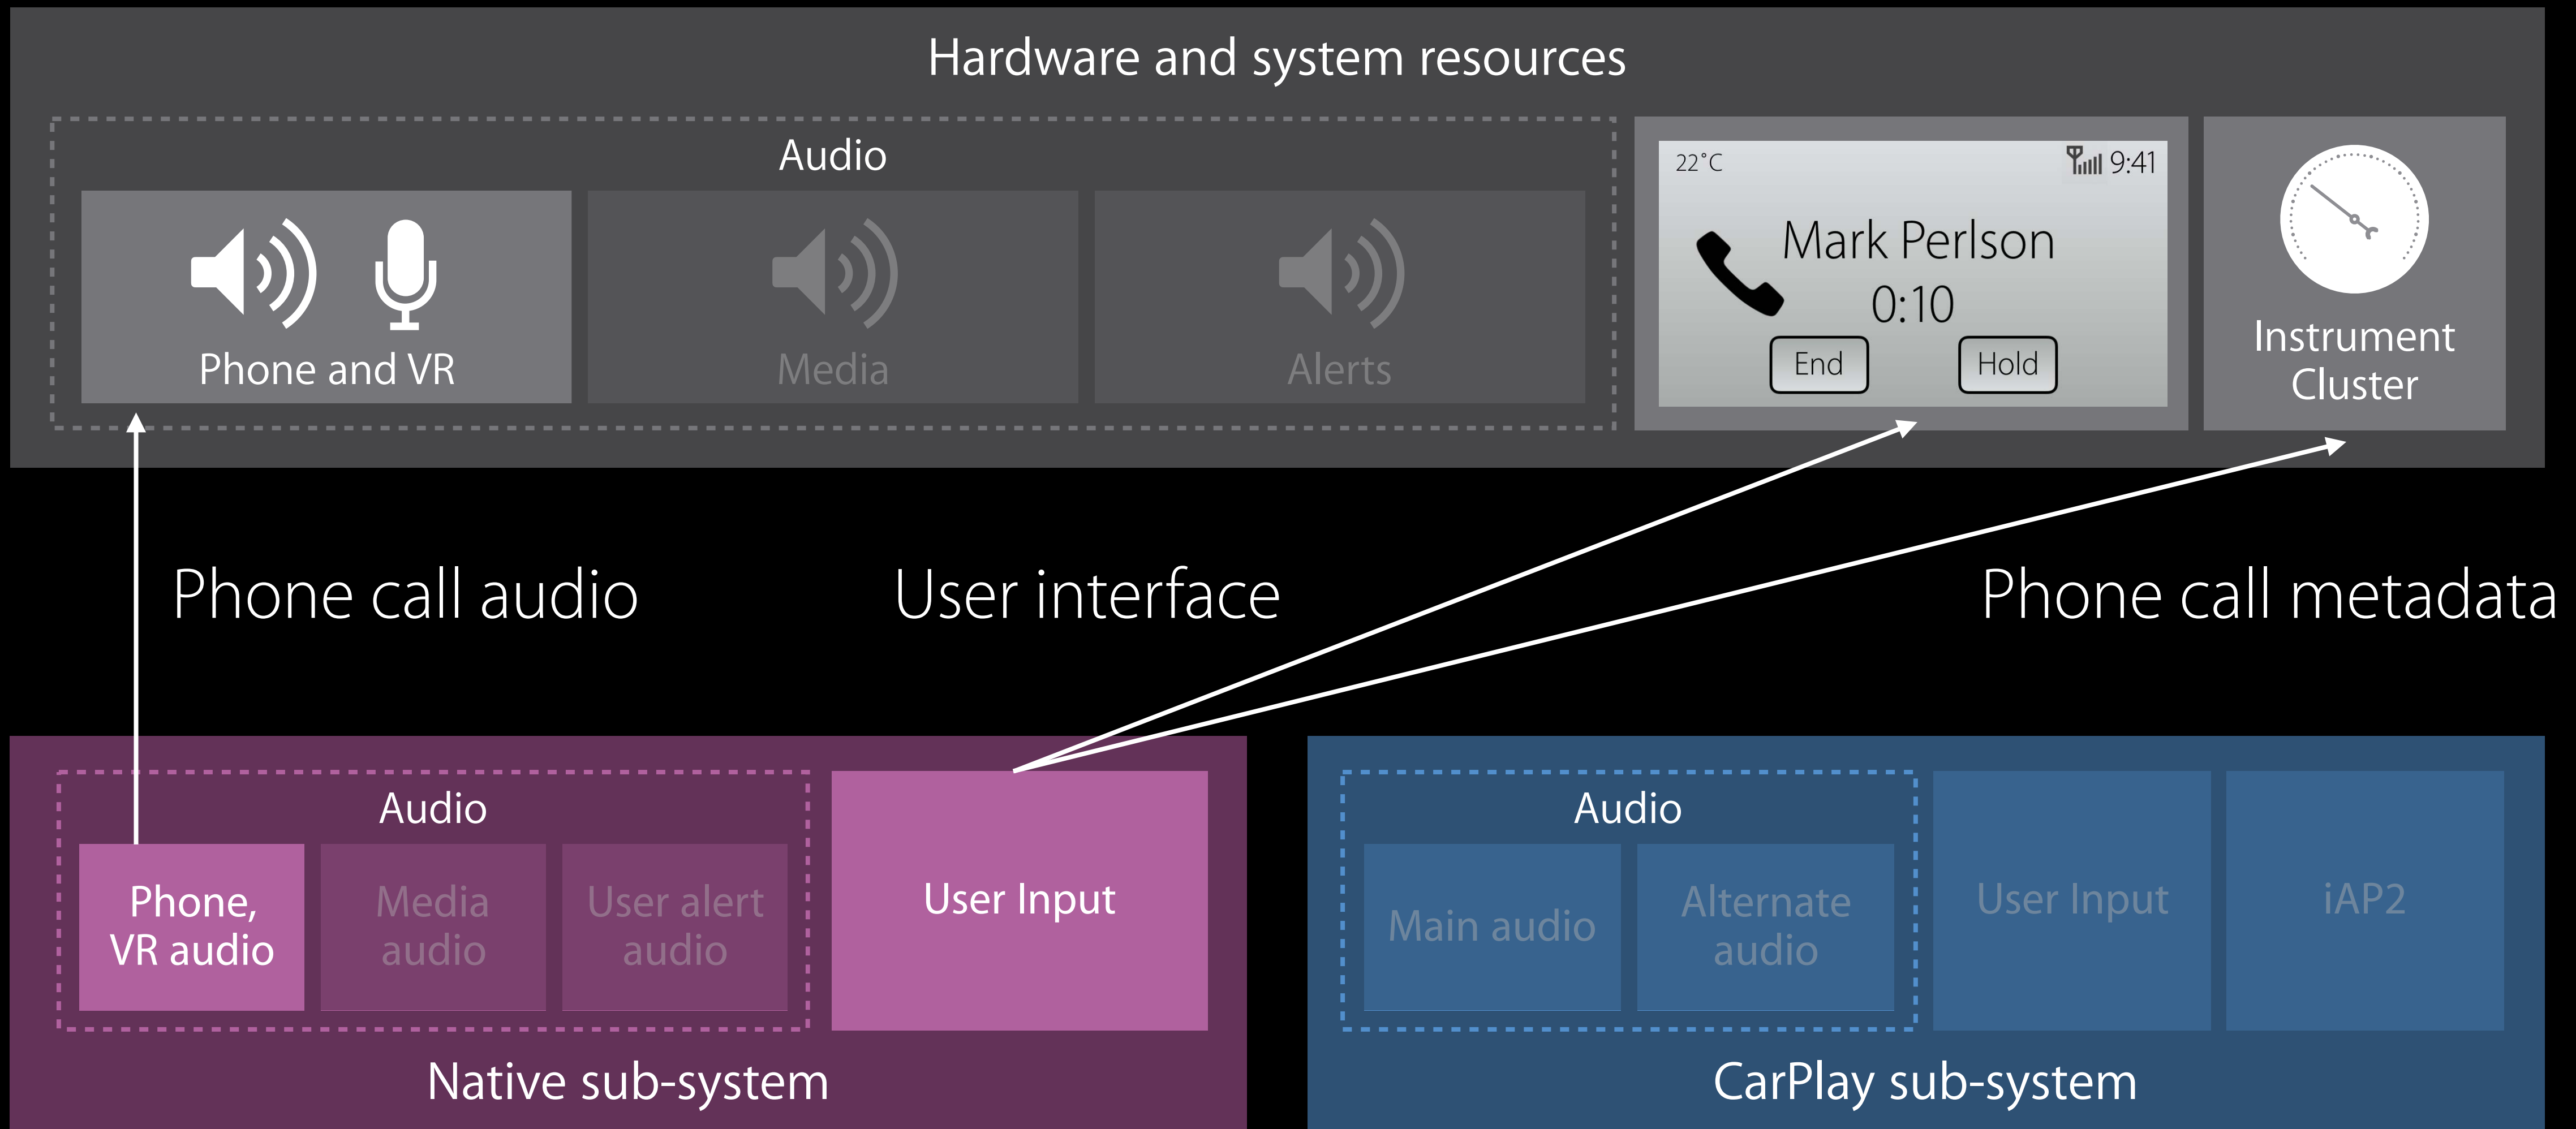 Hardware and system resources
Audio
Phone and VR
Media
Alerts
22°C
9:41
Mark Perlson
0:10
End
Hold
Instrument
Cluster
Phone call audio
User interface
Phone call metadata
Audio
Phone,
VR audio
Media
audio
User alert
audio
User Input
Native sub-system
Audio
Main audio
Alternate
audio
User Input
iAP2
CarPlay sub-system